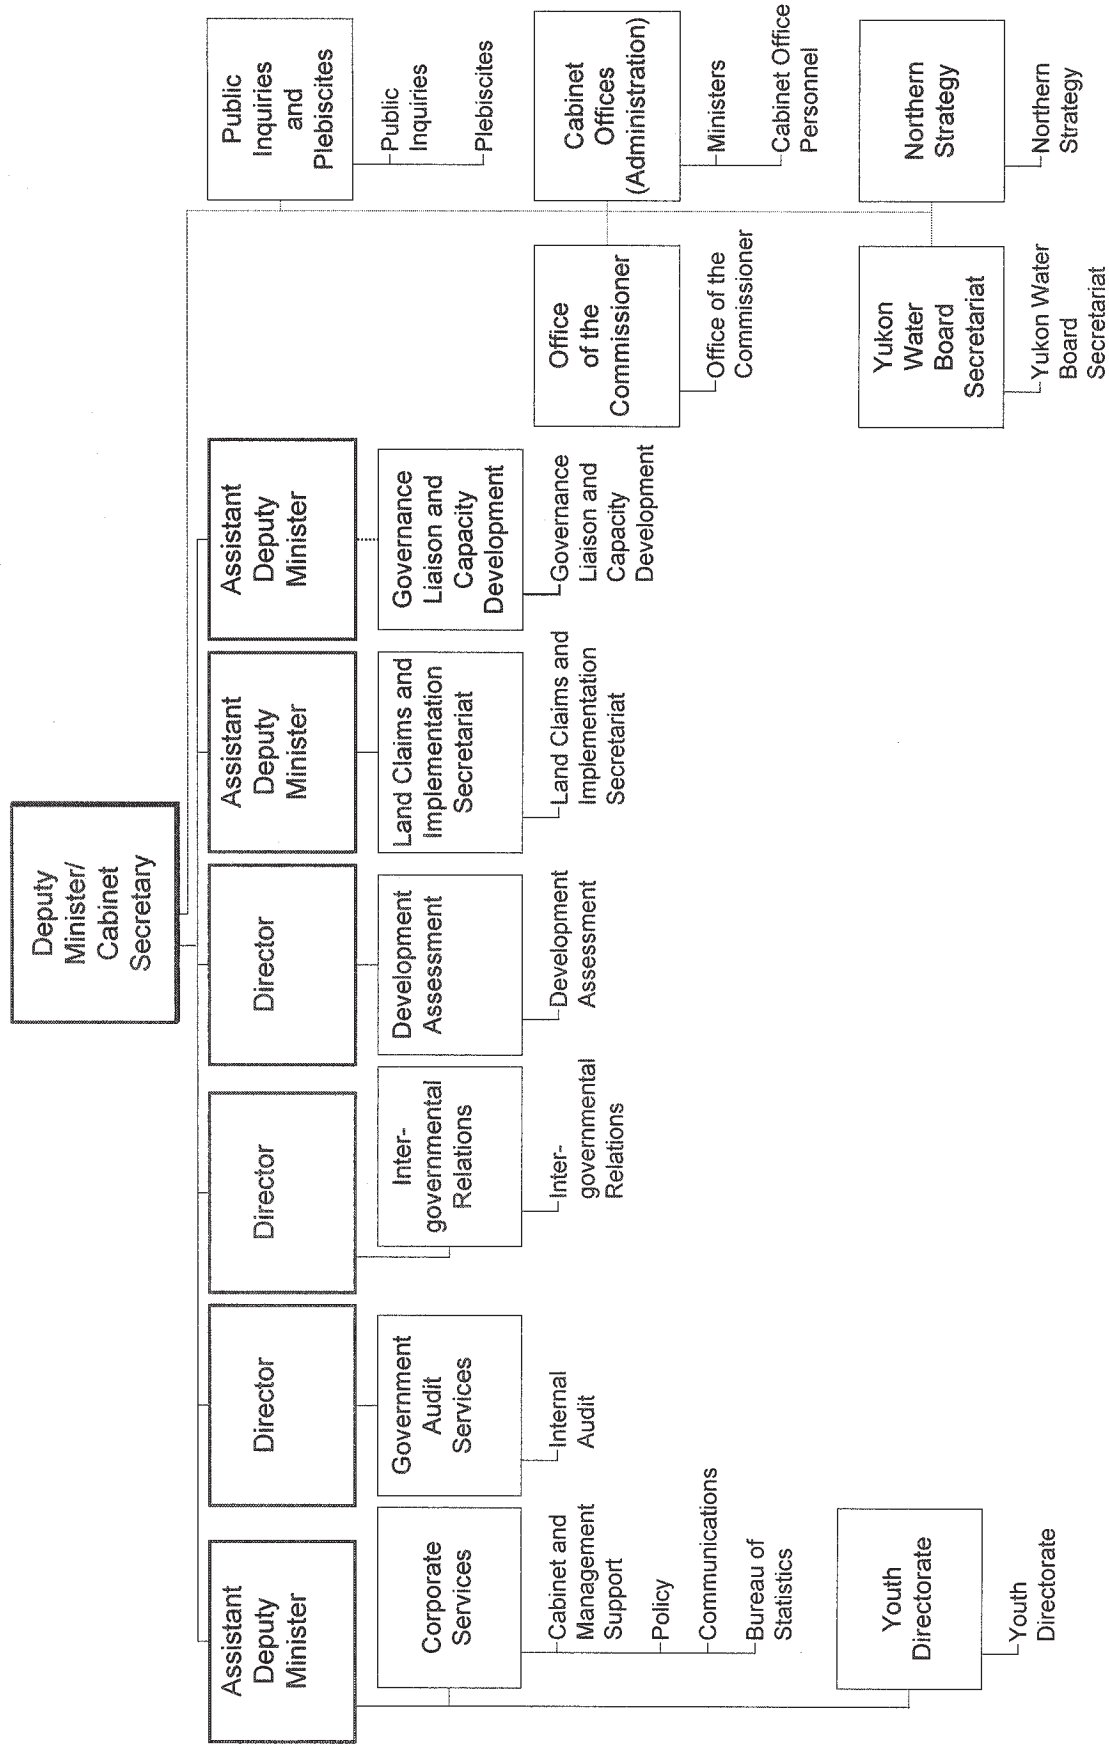 Deputy
Minister/
Cabinet
Secretary
Assistant
Deputy
Minister
Director
Director
Director
Assistant
Deputy
Minister
Assistant
Deputy
Minister
Public
Inquiries
and
Plebiscites
Public
Inquiries
Plebiscites
Corporate
Services
Cabinet and
Management
Support
Policy
Communications
Bureau of
Statistics
Government
Audit
Services
Internal
Audit
Inter-
governmental
Relations
Inter-
governmental
Relations
Development
Assessment
Development
Assessment
Land Claims and
Implementation
Secretariat
Land Claims and
Implementation
Secretariat
Governance
Liaison and
Capacity
Development
Governance
Liaison and
Capacity
Development
Office
of the
Commissioner
Office of the
Commissioner
Cabinet
Offices
(Administration)
Ministers
Cabinet Office
Personnel
Youth
Directorate
Youth
Directorate
Yukon
Water
Board
Secretariat
Yukon Water
Board
Secretariat
Northern
Strategy
Northern
Strategy